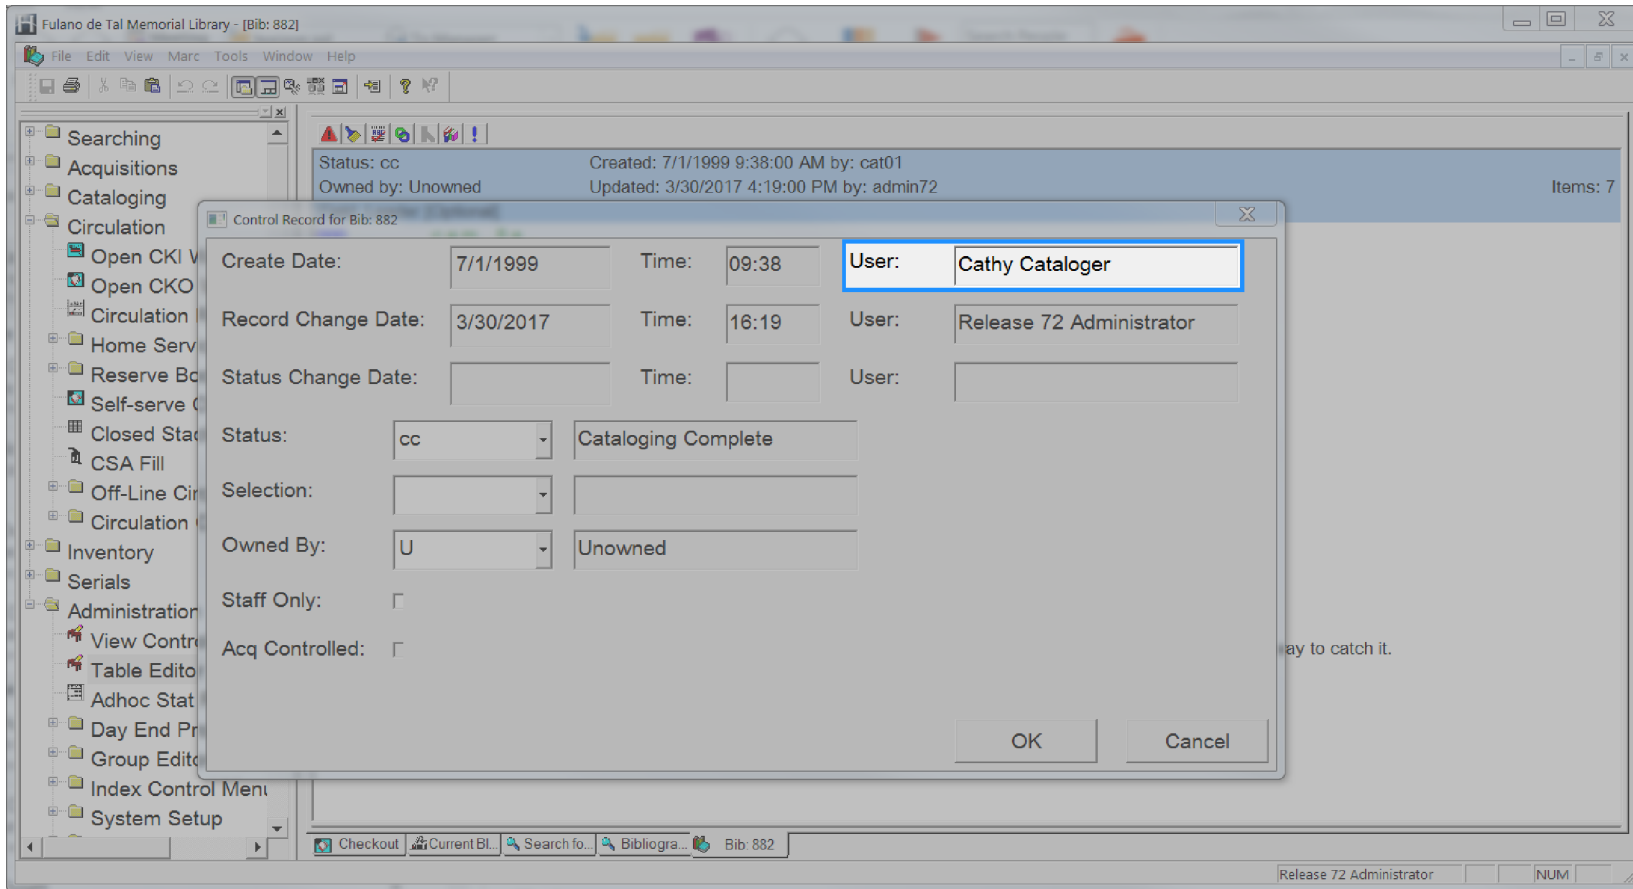 Fulano de Tal Memorial Library - [Bib: 882]
File Edit View Marc Tools Window Help
Searching
Acquisitions
Cataloging
Circulation
Open CKI
Open CKO
Circulation
Home Serv
Reserve Bo
Self-serve
Closed Stac
CSA Fill
Off-Line Cir
Circulation
Inventory
Serials
Administration
View Contr
Table Edito
Adhoc Stat
Day End Pr
Group Edito
Index Control Menu
System Setup
Status: cc Created: 7/1/1999 9:38:00 AM by: cat01
Owned by: Unowned Updated: 3/30/2017 4:19:00 PM by: admin72 Items: 7
Control Record for Bib: 882
Create Date: 7/1/1999 Time: 09:38 User: Cathy Cataloger
Record Change Date: 3/30/2017 Time: 16:19 User: Release 72 Administrator
Status Change Date: Time: User:
Status: cc Cataloging Complete
Selection:
Owned By: U Unowned
Staff Only:
Acq Controlled:
OK Cancel
ay to catch it.
Checkout Current Bl... Search fo... Bibliogra... Bib: 882
Release 72 Administrator NUM